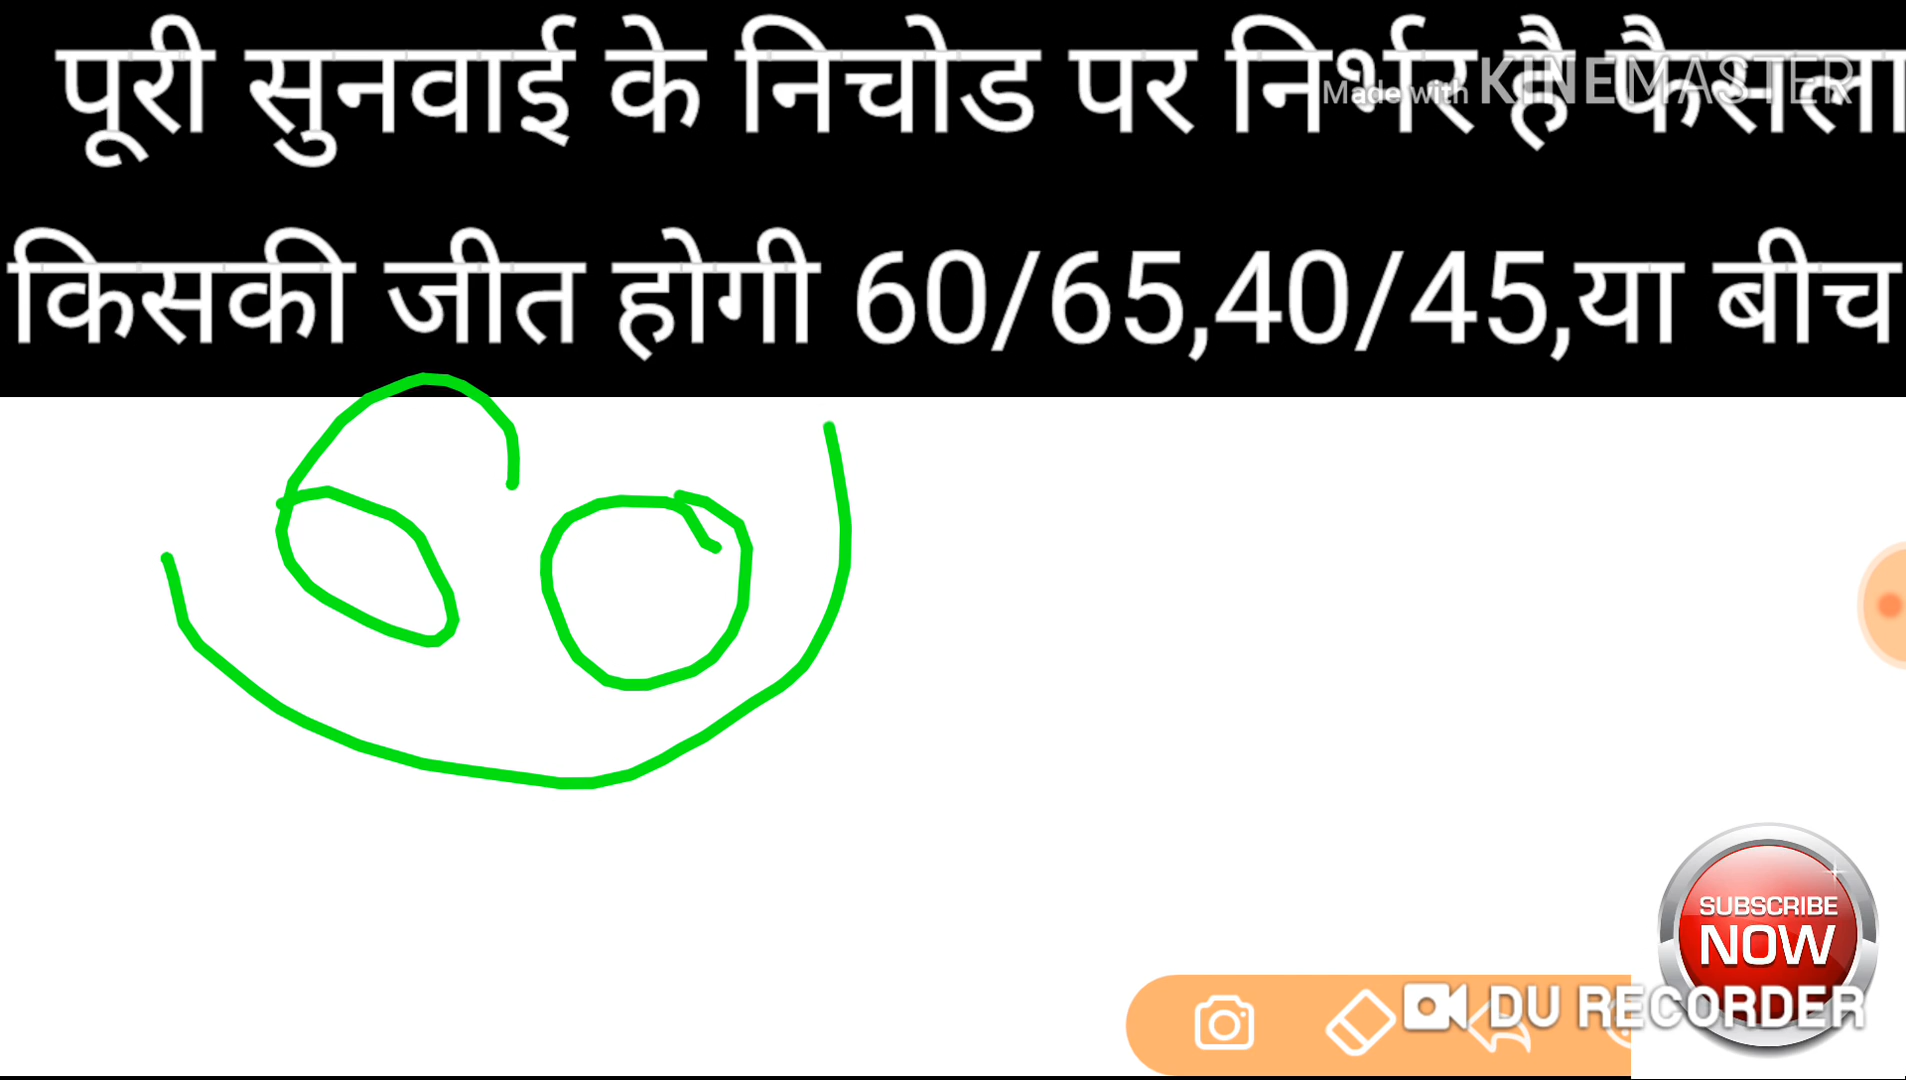 पूरी सुनवाई के निचोड पर निर्भर है फैसला
Made with KINEMASTER
किसकी जीत होगी 60/65,40/45,या बीच
60
SUBSCRIBE
NOW
DU RECORDER